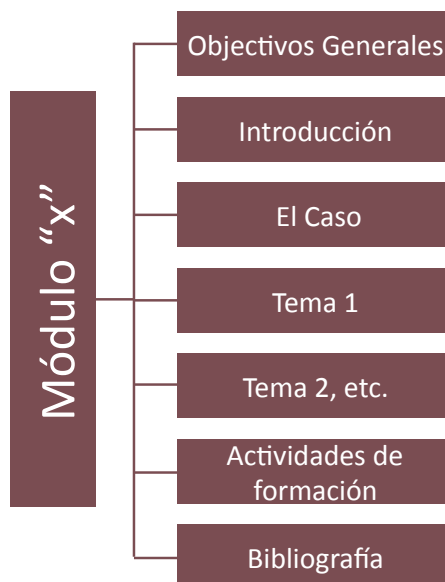 Módulo “x”
Objectivos Generales
Introducción
El Caso
Tema 1
Tema 2, etc.
Actividades de
formación
Bibliografía